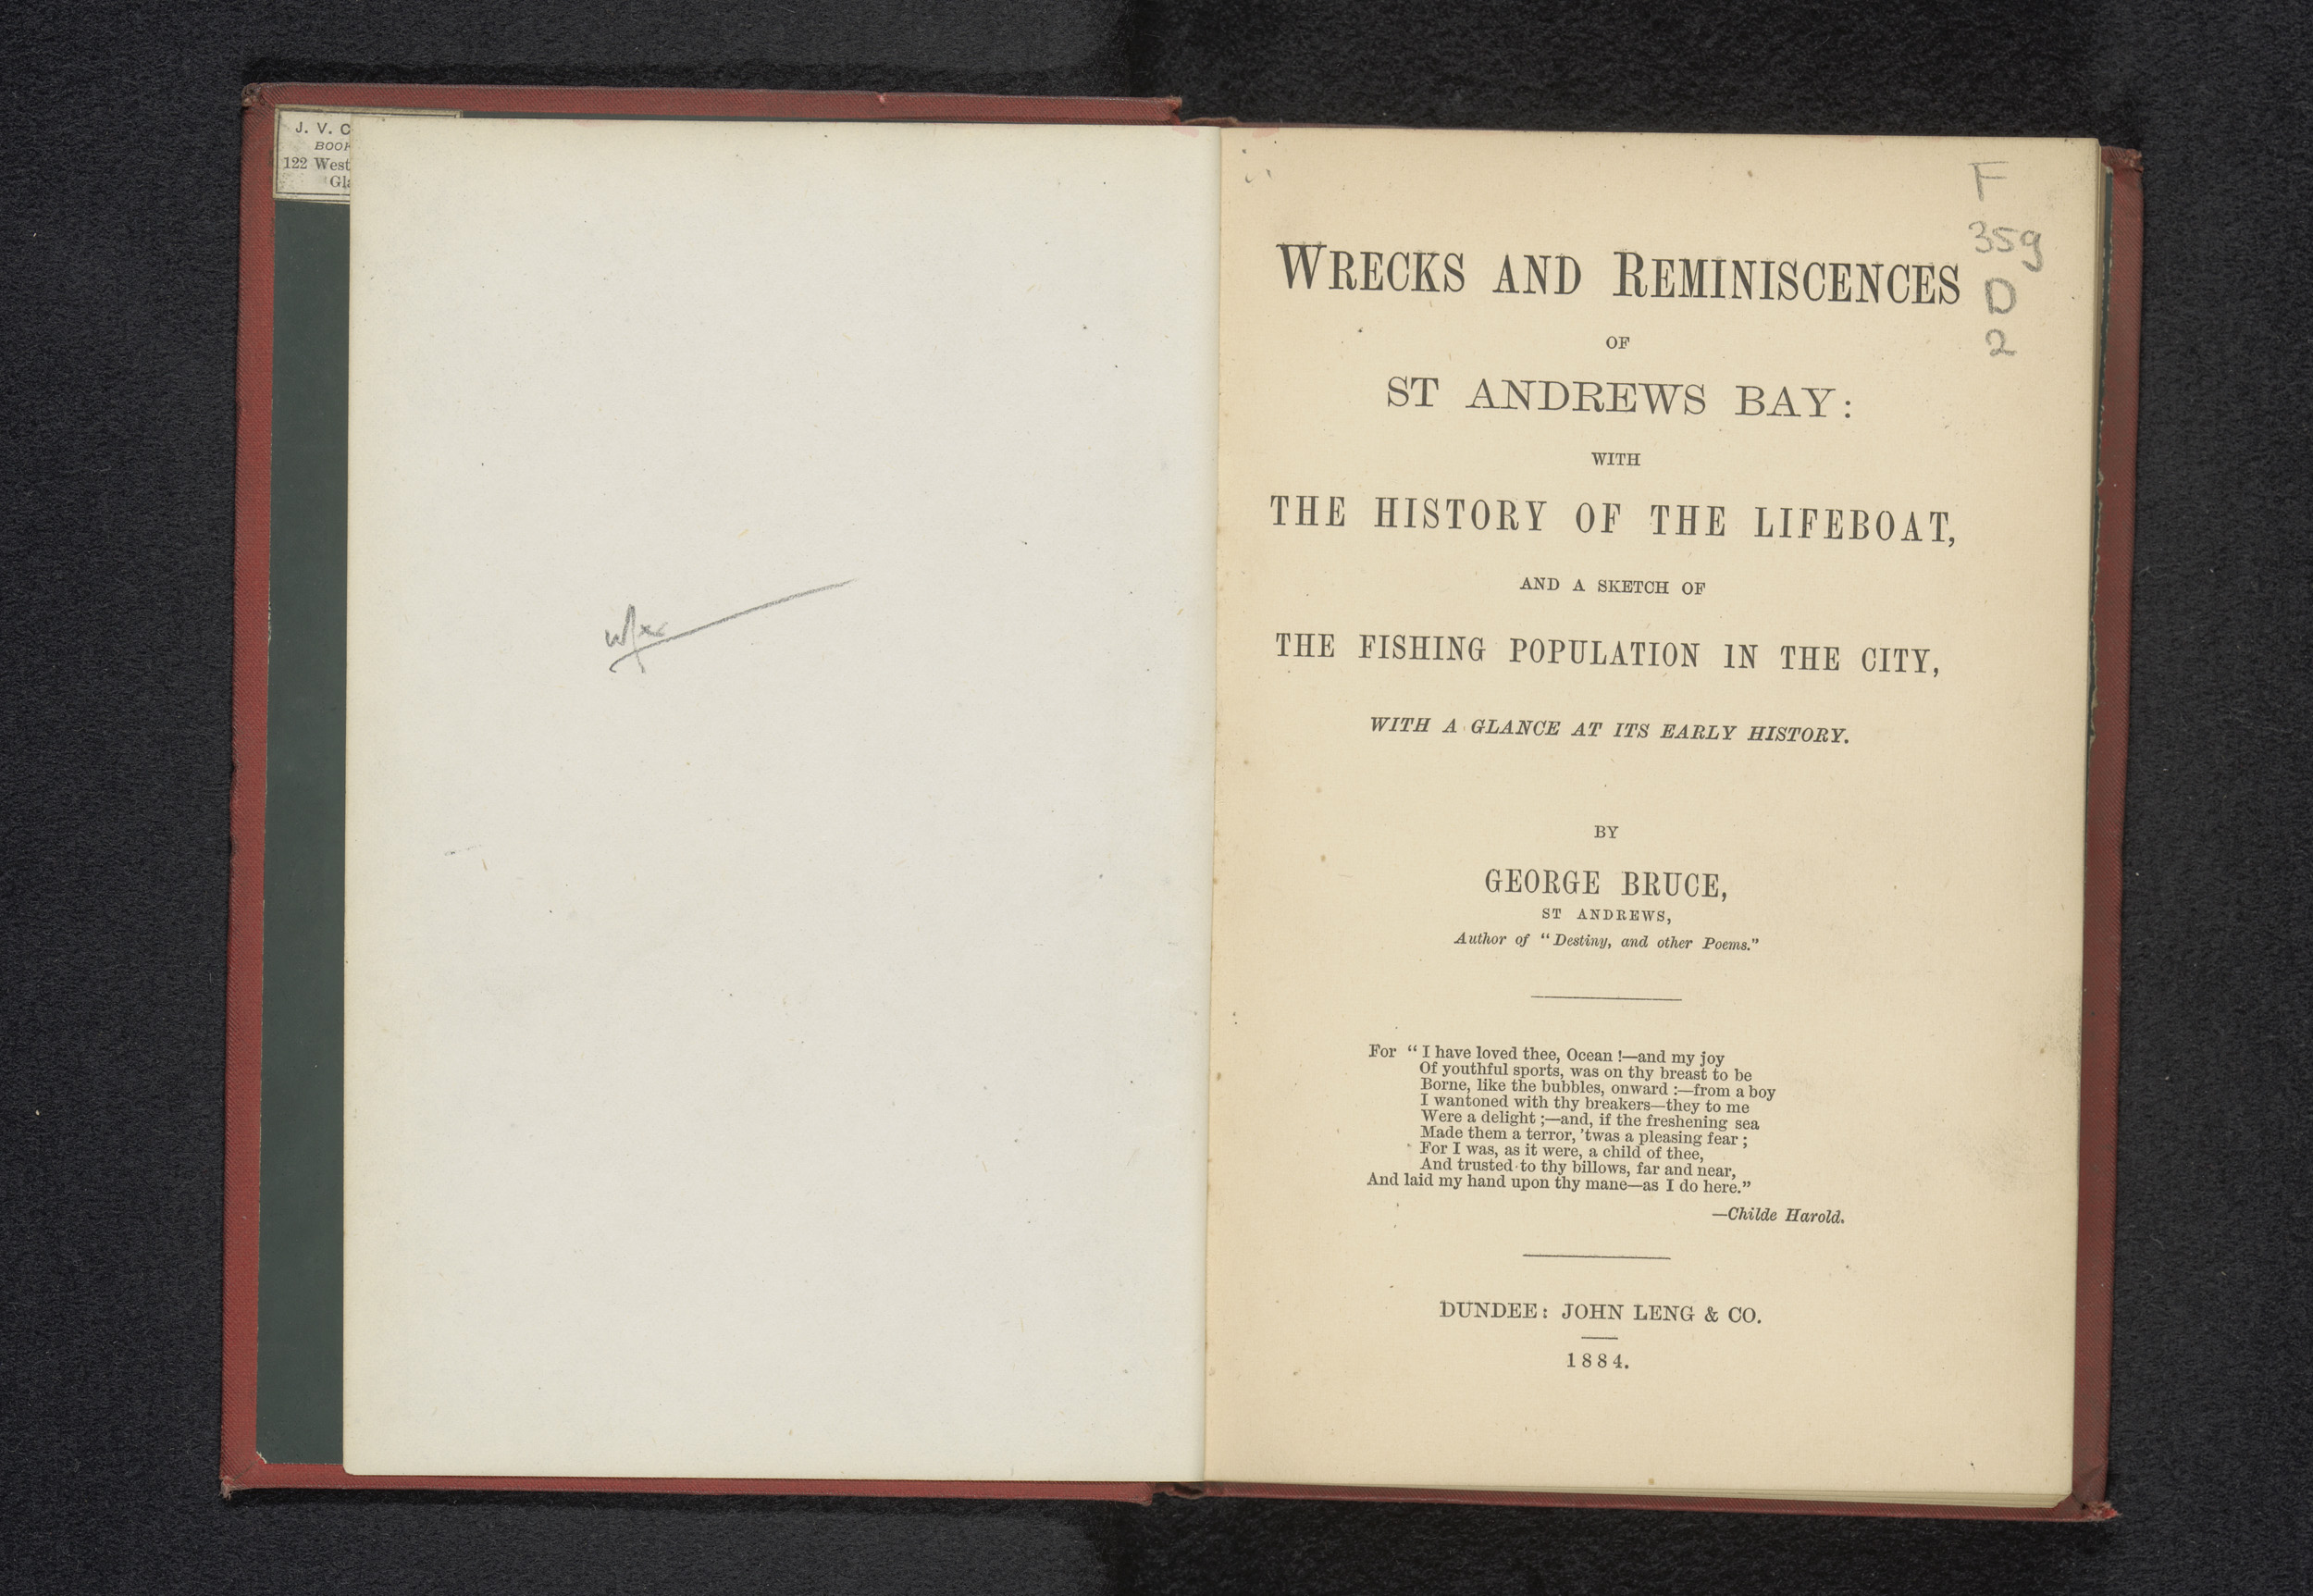 J. V. C
BOO
122 West
Gl
F
35g
D
2
WRECKS AND REMINISCENCES
OF
ST ANDREWS BAY:
WITH
THE HISTORY OF THE LIFEBOAT,
AND A SKETCH OF
THE FISHING POPULATION IN THE CITY,
WITH A GLANCE AT ITS EARLY HISTORY.
BY
GEORGE BRUCE,
ST ANDREWS,
Author of "Destiny, and other Poems."
For "I have loved thee, Ocean!—and my joy
Of youthful sports, was on thy breast to be
Borne, like the bubbles, onward:—from a boy
I wantoned with thy breakers—they to me
Were a delight;—and, if the freshening sea
Made them a terror, 'twas a pleasing fear;
For I was, as it were, a child of thee,
And trusted to thy billows, far and near,
And laid my hand upon thy mane—as I do here."
—Childe Harold.
DUNDEE: JOHN LENG & CO.
1884.